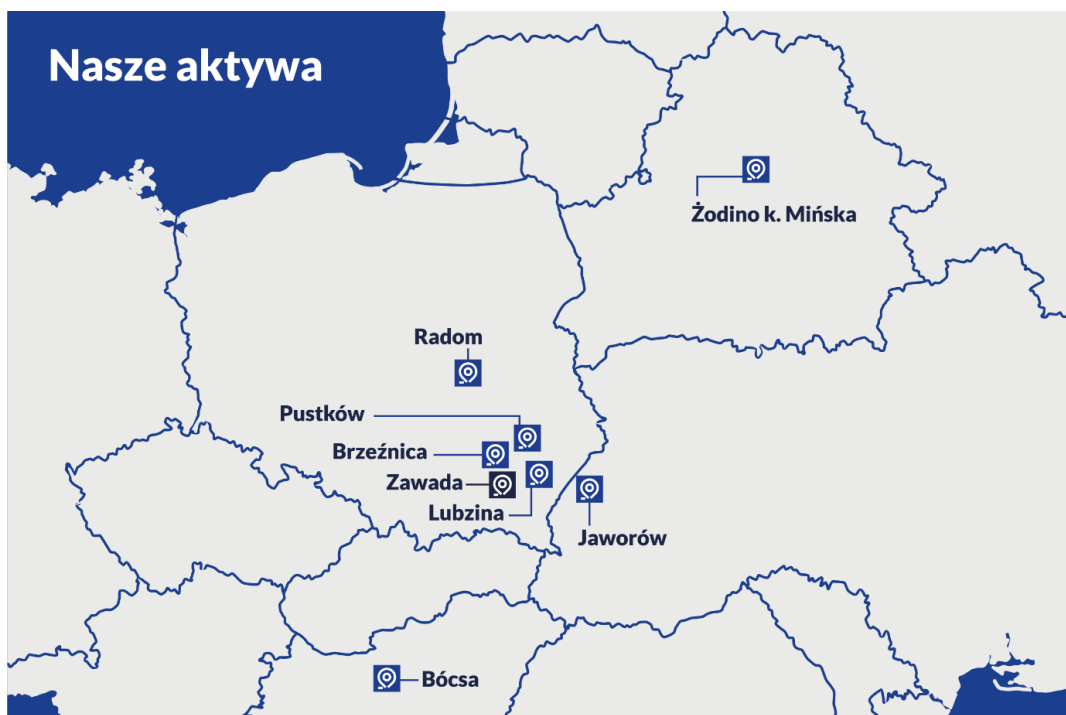 Nasze aktywa
Żodino k. Mińska
Radom
Pustków
Brzeźnica
Zawada
Lubzina
Jaworów
Bócsa